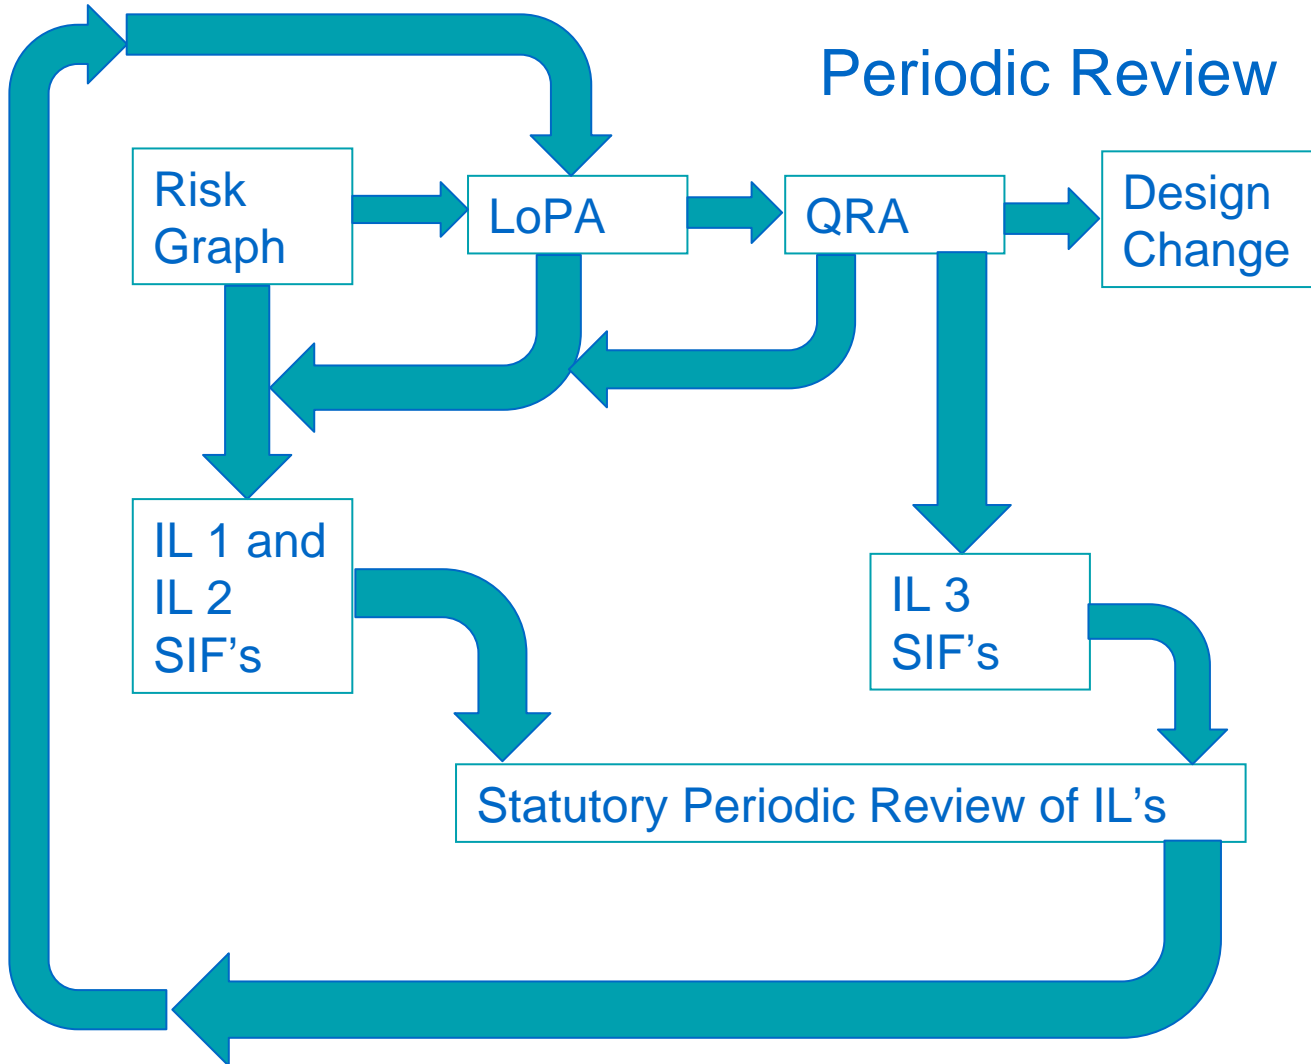 Periodic Review
Risk
Graph
LoPA
QRA
Design
Change
IL 1 and
IL 2
SIF’s
IL 3
SIF’s
Statutory Periodic Review of IL’s